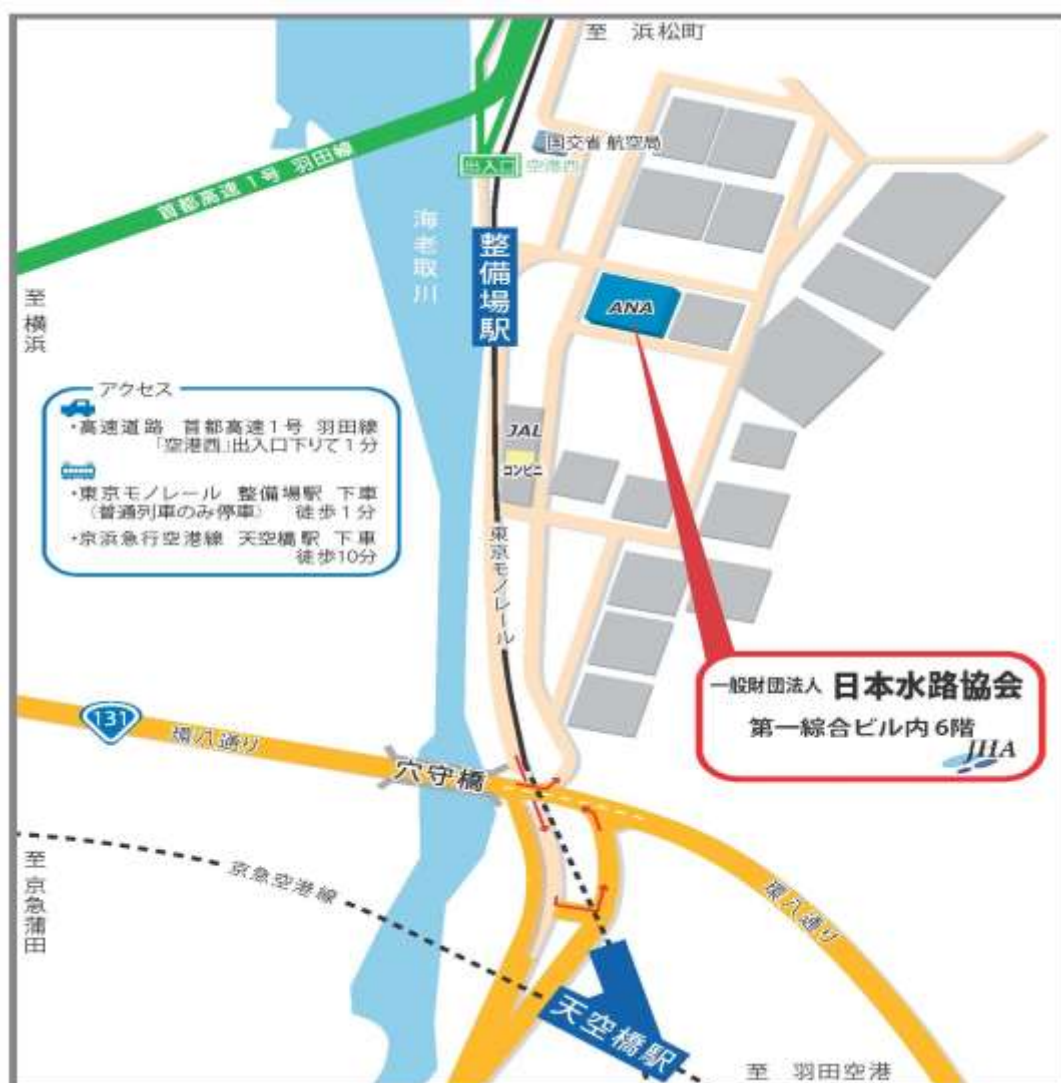 至 浜松町
国交省 航空局
出入口 空港西
首都高速1号 羽田線
海老取川
整備場駅
至 横浜
ANA
アクセス
・高速道路 首都高速1号 羽田線
「空港西」出入口下りて1分
・東京モノレール 整備場駅 下車
(普通列車のみ停車) 徒歩1分
・京浜急行空港線 天空橋駅 下車
徒歩10分
JAL
コンビニ
東京モノレール
一般財団法人 日本水路協会
第一綜合ビル内6階
JHA
131
環八通り
穴守橋
至 京急蒲田
京急空港線
環八通り
天空橋駅
至 羽田空港